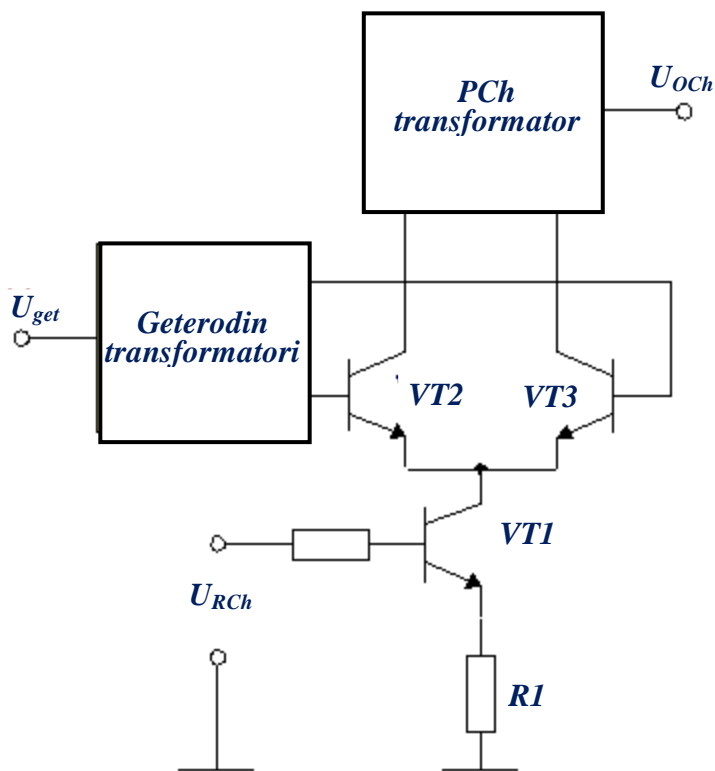 PCh
transformator
U_OCh
U_get
Geterodin
transformatori
VT2
VT3
VT1
U_RCh
R1